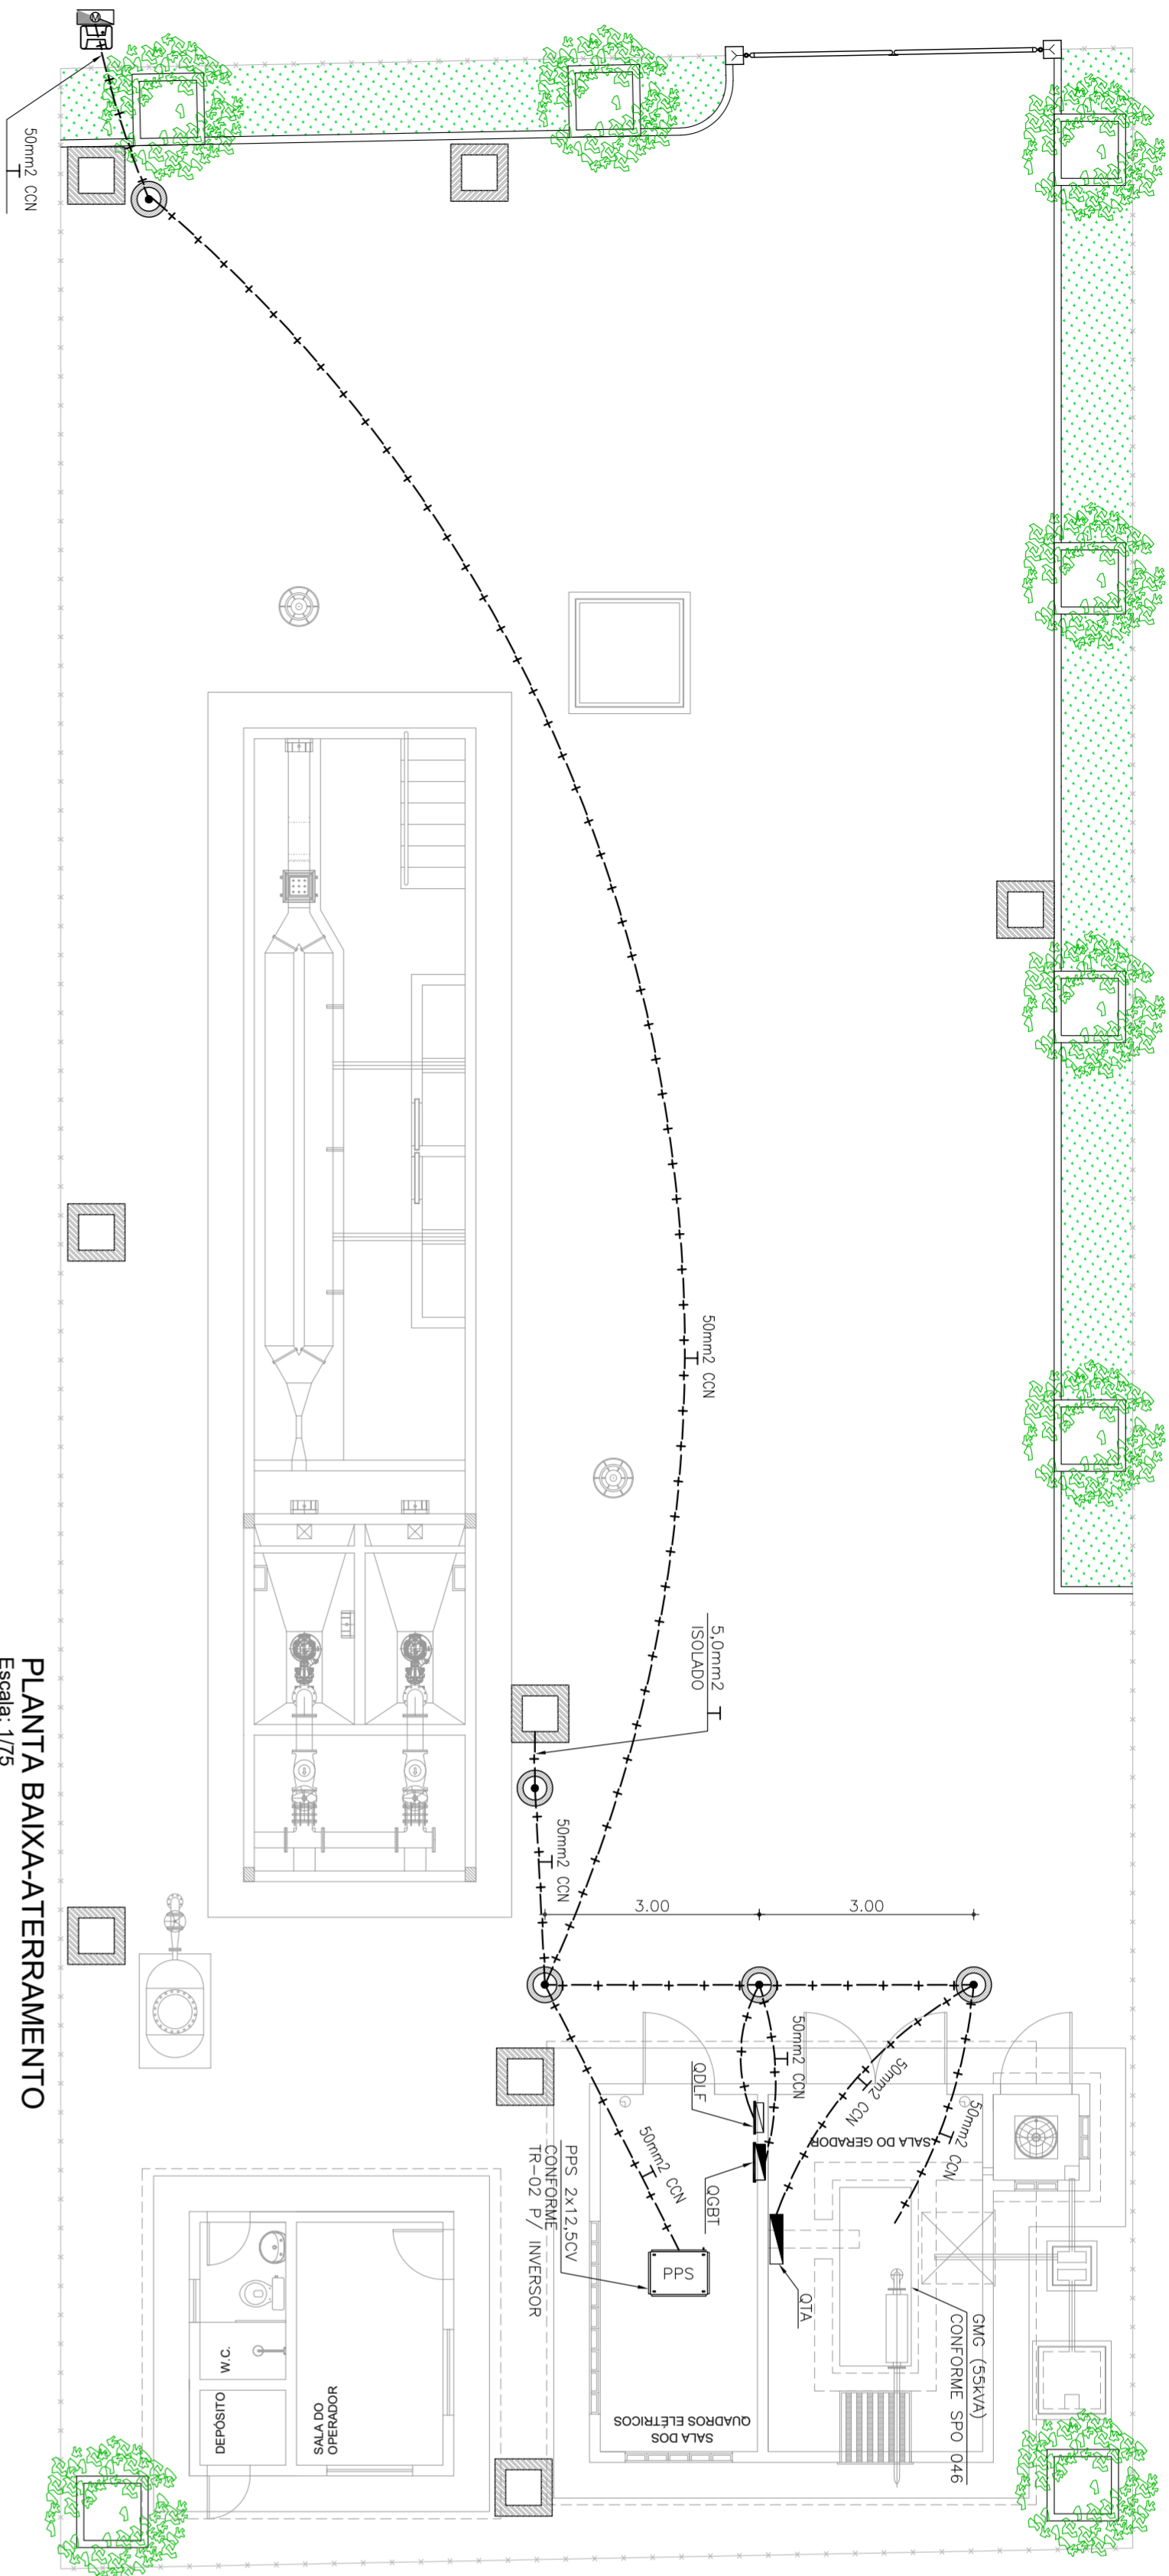 50mm2 CCN
50mm2 CCN
5,0mm2
ISOLADO
50mm2 CCN
3.00
3.00
50mm2 CCN
50mm2 CCN
50mm2 CCN
50mm2 CCN
QDLF
QGBT
QTA
SALA DO GERADOR
GMG (55kVA)
CONFORME SPO 046
PPS
PPS 2x12,5CV
CONFORME
TR-02 P/ INVERSOR
SALA DOS
QUADROS ELÉTRICOS
W.C.
DEPÓSITO
SALA DO
OPERADOR
PLANTA BAIXA-ATERRAMENTO
Escala: 1/75